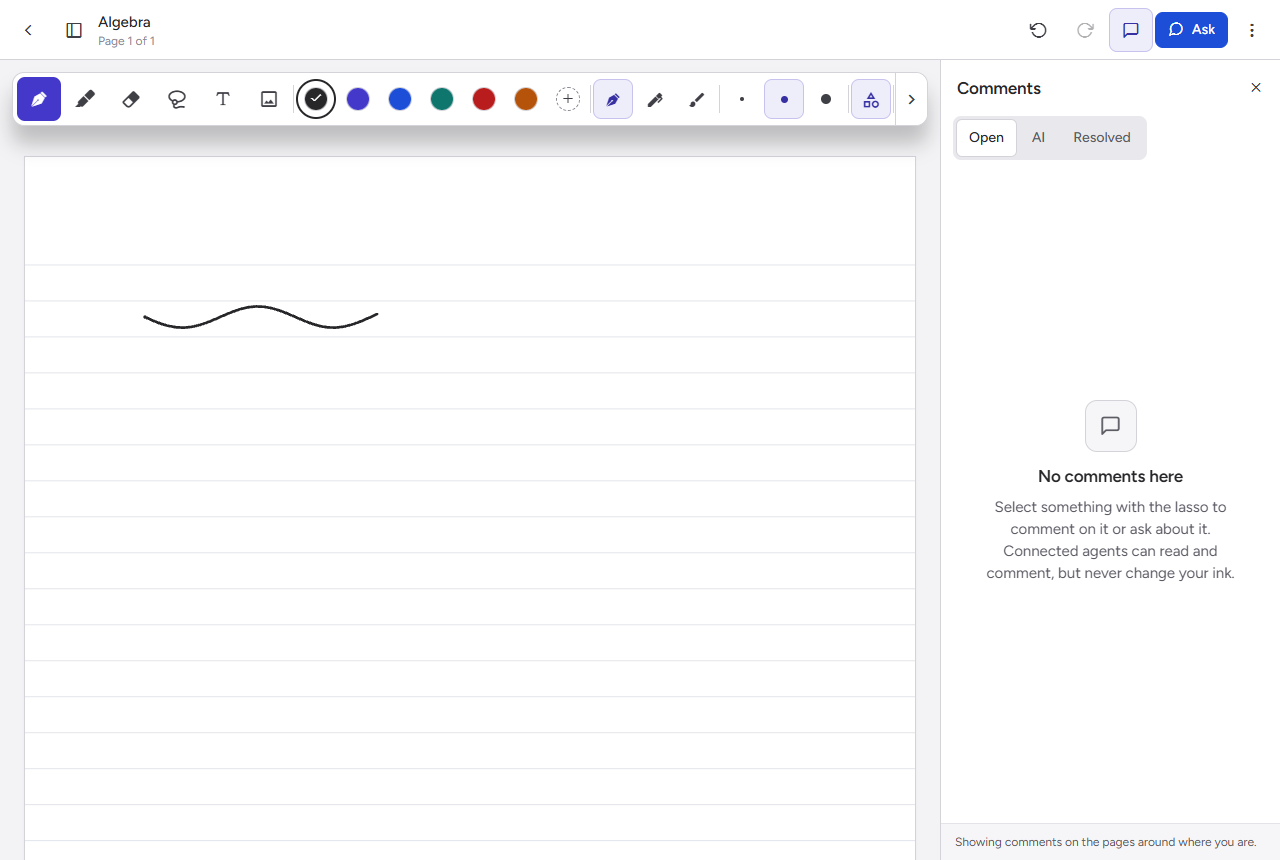 Algebra
Page 1 of 1
Ask
T
Comments
Open AI Resolved
No comments here
Select something with the lasso to
comment on it or ask about it.
Connected agents can read and
comment, but never change your ink.
Showing comments on the pages around where you are.